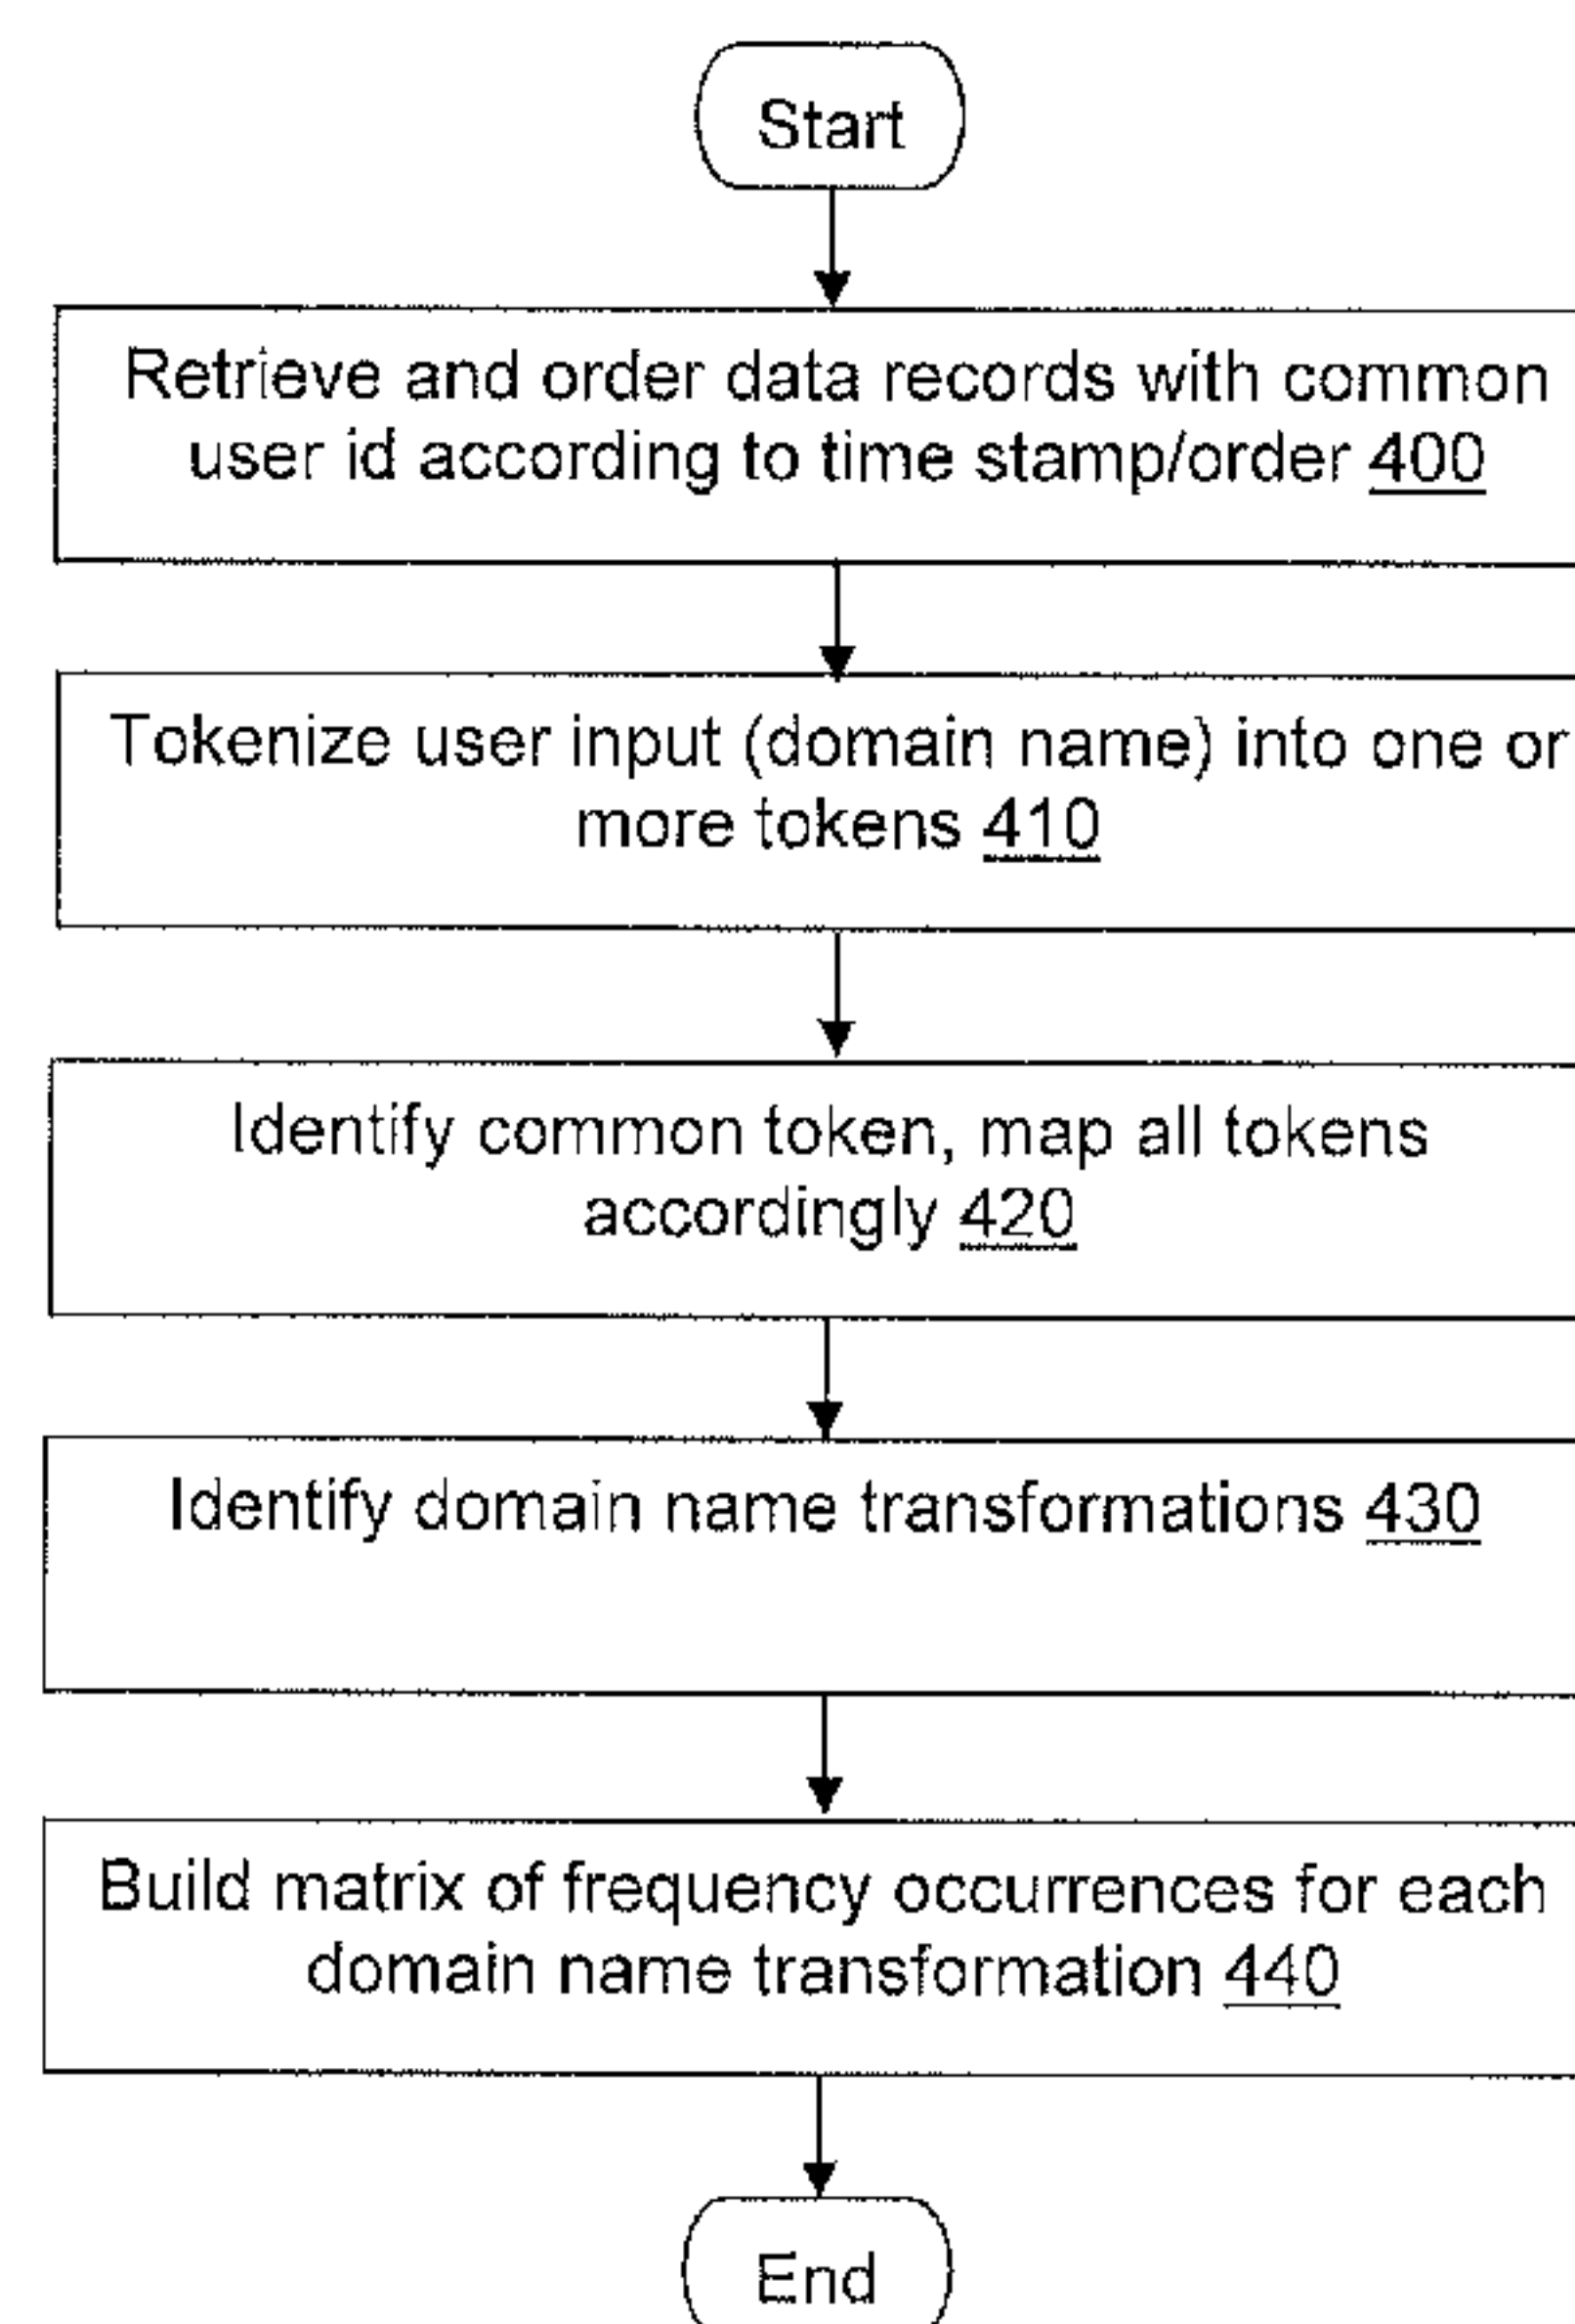 Start
Retrieve and order data records with common
user id according to time stamp/order 400
Tokenize user input (domain name) into one or
more tokens 410
Identify common token, map all tokens
accordingly 420
Identify domain name transformations 430
Build matrix of frequency occurrences for each
domain name transformation 440
End